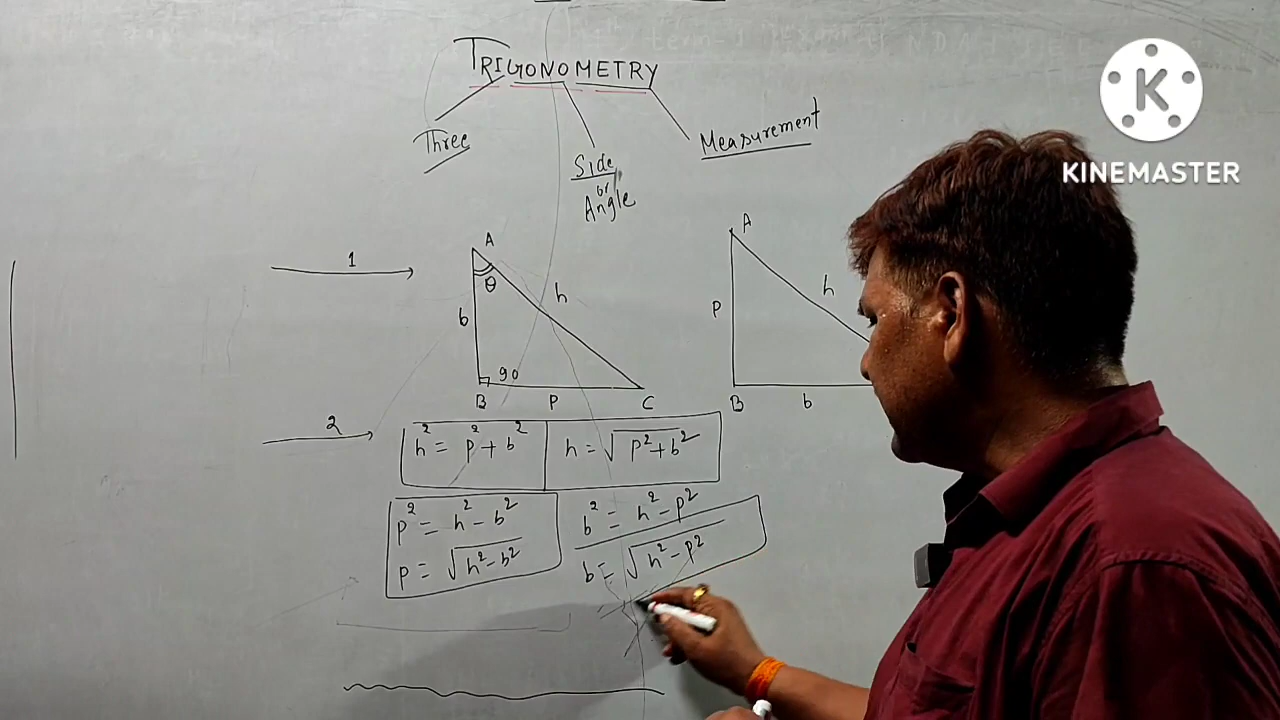 TRIGONOMETRY
Three
Side
or
Angle
Measurement
K
KINEMASTER
1
A
θ
b
h
90
B
P
C
A
P
h
B
b
2
h² = p² + b²
h = √p² + b²
p² = h² - b²
p = √h² - b²
b² = h² - p²
b = √h² - p²